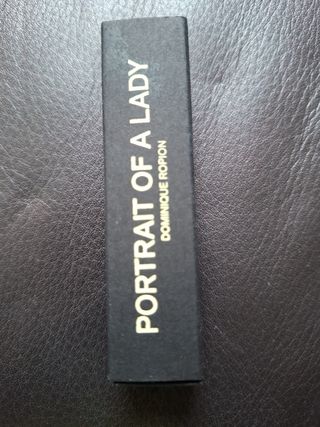 PORTRAIT OF A LADY
DOMINIQUE ROPION